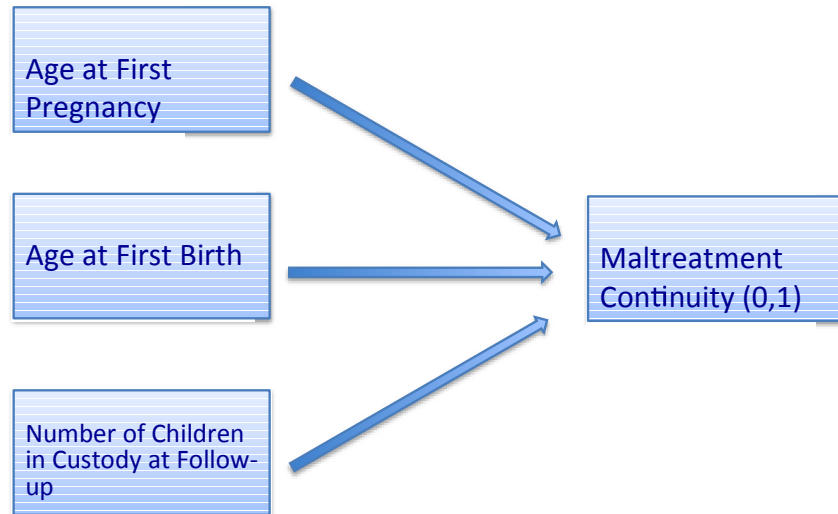 Age at First
Pregnancy
Age at First Birth
Maltreatment
Continuity (0,1)
Number of Children
in Custody at Follow-
up